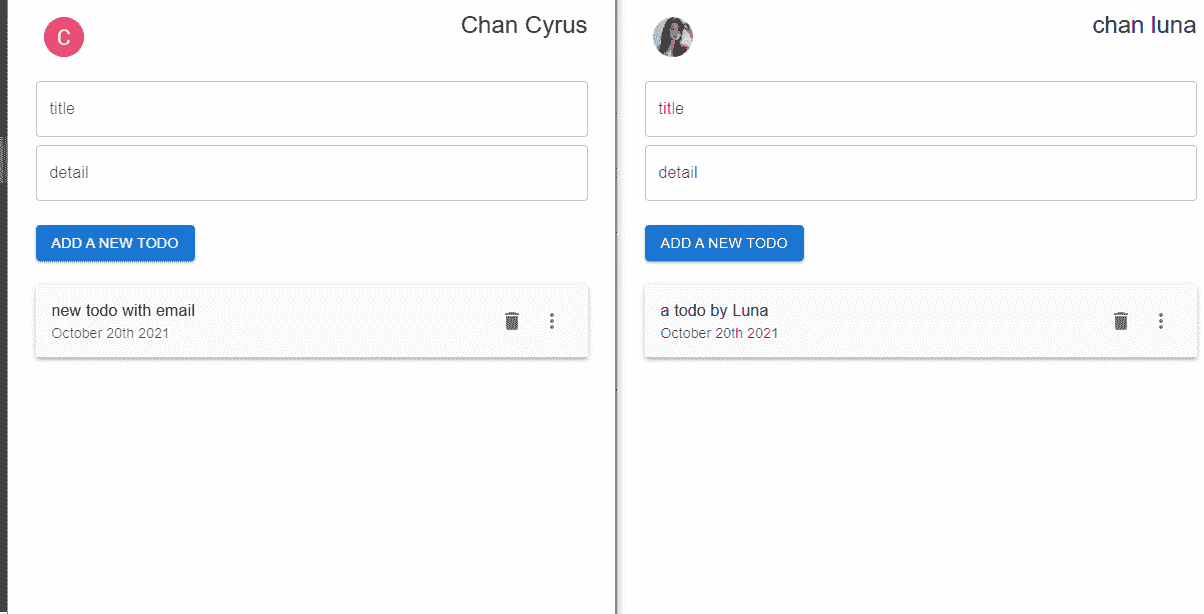 C
Chan Cyrus
title
detail
ADD A NEW TODO
new todo with email
October 20th 2021
chan luna
title
detail
ADD A NEW TODO
a todo by Luna
October 20th 2021